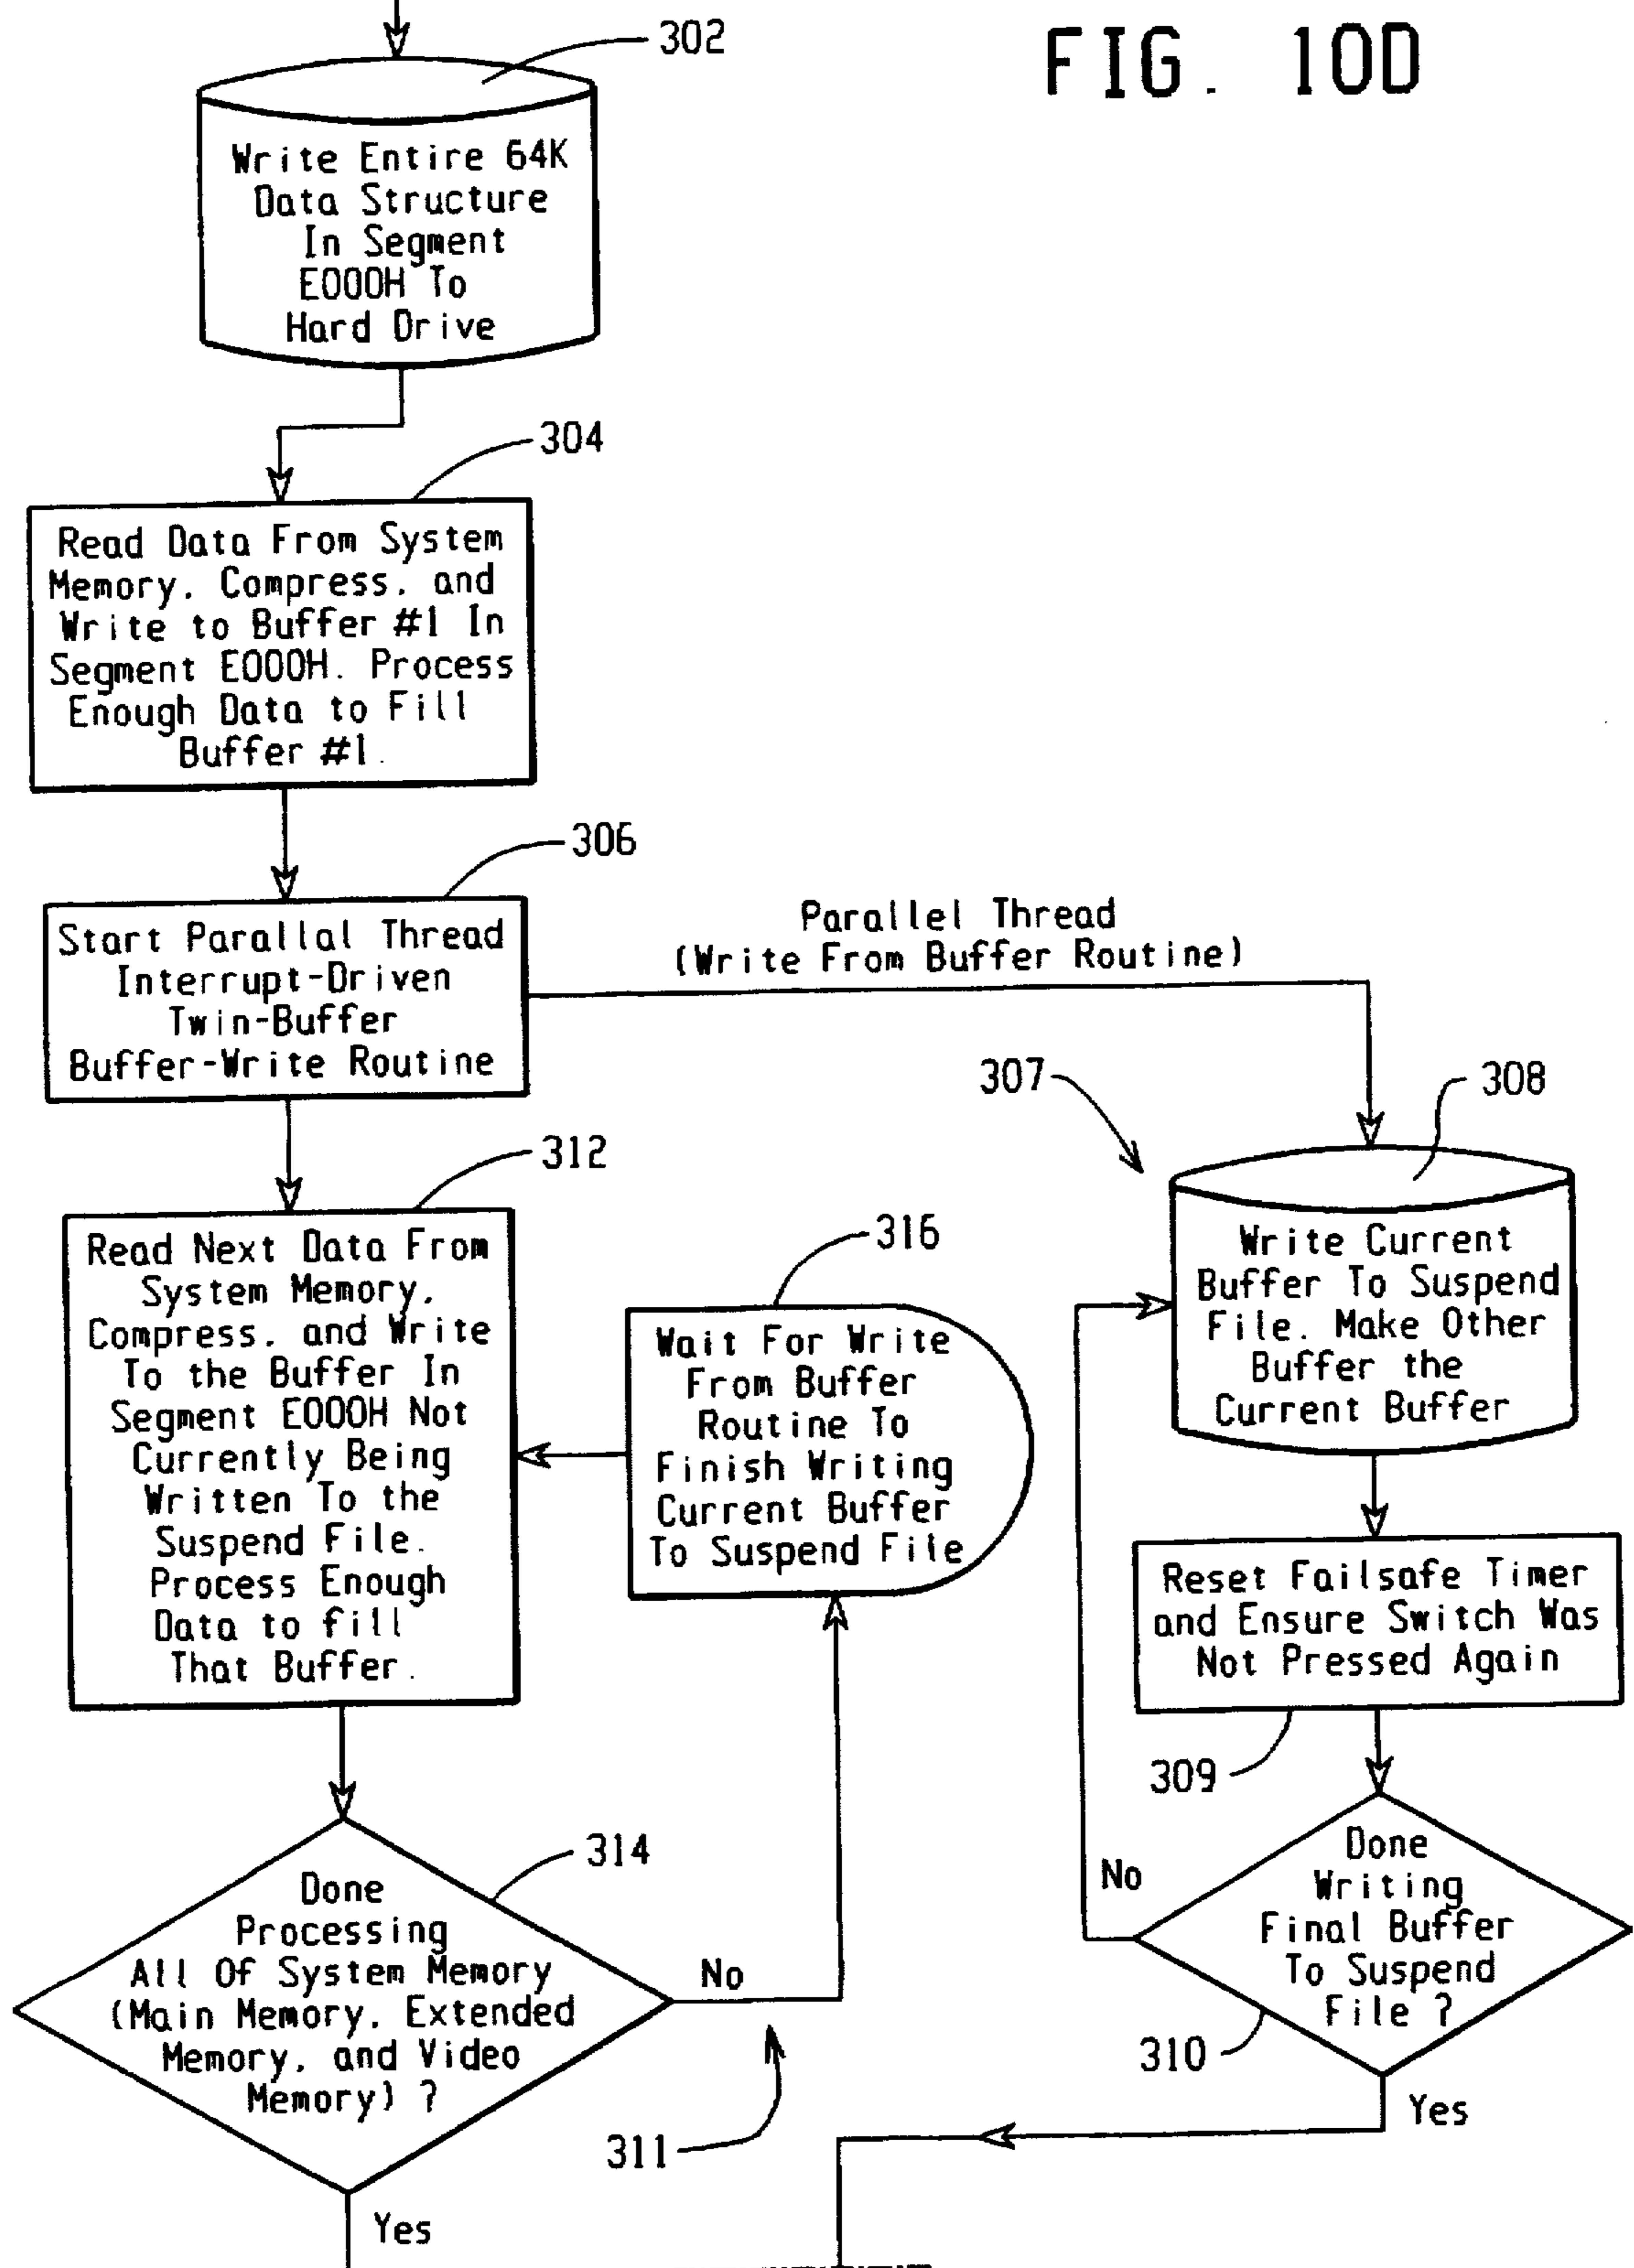 FIG. 10D
302
Write Entire 64K
Data Structure
In Segment
E000H To
Hard Drive
304
Read Data From System
Memory. Compress. and
Write to Buffer #1 In
Segment E000H. Process
Enough Data to Fill
Buffer #1.
306
Start Parallal Thread
Interrupt-Driven
Twin-Buffer
Buffer-Write Routine
Parallel Thread
(Write From Buffer Routine)
307
308
Write Current
Buffer To Suspend
File. Make Other
Buffer the
Current Buffer
312
Read Next Data From
System Memory.
Compress. and Write
To the Buffer In
Segment E000H Not
Currently Being
Written To the
Suspend File.
Process Enough
Data to fill
That Buffer.
316
Wait For Write
From Buffer
Routine To
Finish Writing
Current Buffer
To Suspend File
Reset Failsafe Timer
and Ensure Switch Was
Not Pressed Again
309
314
Done
Processing
All Of System Memory
(Main Memory. Extended
Memory. and Video
Memory) ?
No
311
Yes
Done
Writing
Final Buffer
To Suspend
File ?
No
310
Yes